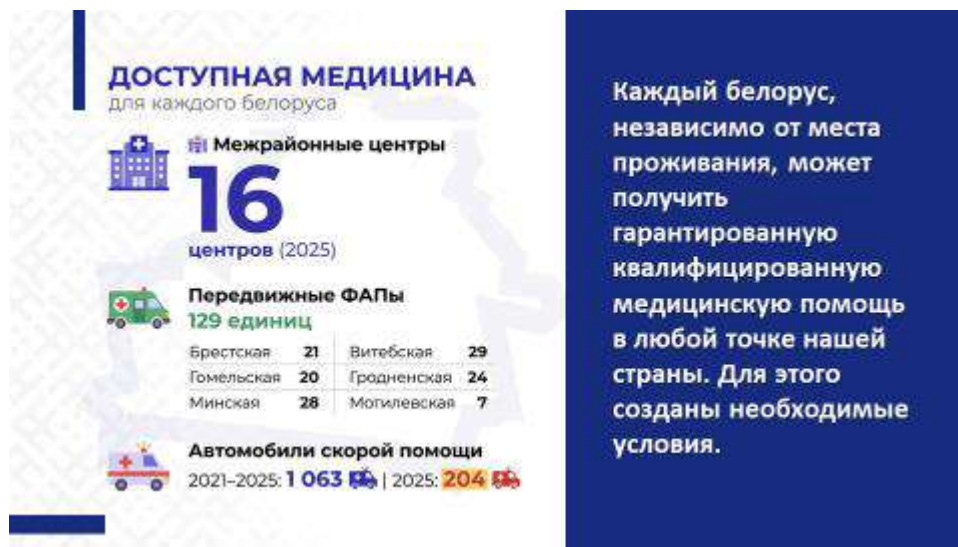 ДОСТУПНАЯ МЕДИЦИНА
для каждого белоруса
Межрайонные центры
16
центров (2025)
Передвижные ФАПы
129 единиц
Брестская 21 Витебская 29
Гомельская 20 Гродненская 24
Минская 28 Могилевская 7
Автомобили скорой помощи
2021–2025: 1 063 | 2025: 204
Каждый белорус,
независимо от места
проживания, может
получить
гарантированную
квалифицированную
медицинскую помощь
в любой точке нашей
страны. Для этого
созданы необходимые
условия.